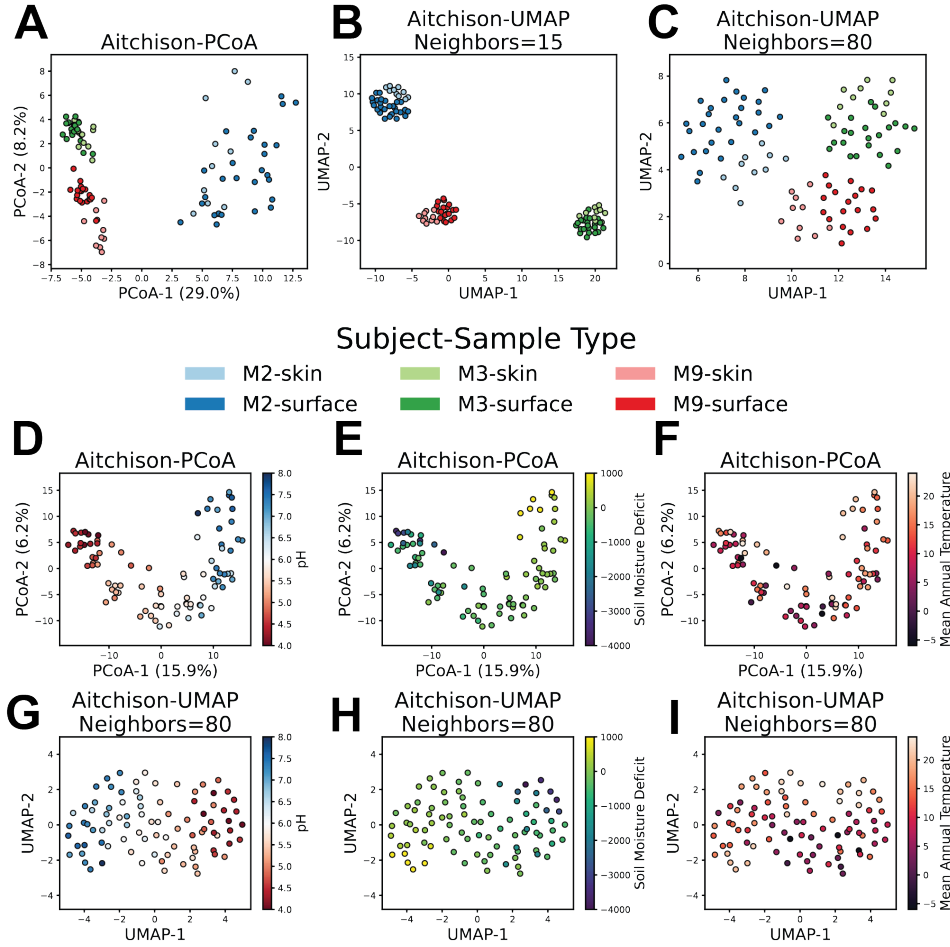 A
B
C
Aitchison-PCoA
Aitchison-UMAP
Neighbors=15
Aitchison-UMAP
Neighbors=80
PCoA-2 (8.2%)
8
6
4
2
0
−2
−4
−6
−8
−7.5 −5.0 −2.5 0.0 2.5 5.0 7.5 10.0 12.5
PCoA-1 (29.0%)
UMAP-2
15
10
5
0
−5
−10
−10 −5 0 5 10 15 20
UMAP-1
UMAP-2
8
6
4
2
0
6 8 10 12 14
UMAP-1
Subject-Sample Type
M2-skin
M3-skin
M9-skin
M2-surface
M3-surface
M9-surface
D
E
F
Aitchison-PCoA
Aitchison-PCoA
Aitchison-PCoA
PCoA-2 (6.2%)
15
10
5
0
−5
−10
−10 0 10
PCoA-1 (15.9%)
8.0
7.5
7.0
6.5
6.0
5.5
5.0
4.5
4.0
pH
PCoA-2 (6.2%)
15
10
5
0
−5
−10
−10 0 10
PCoA-1 (15.9%)
1000
0
−1000
−2000
−3000
−4000
Soil Moisture Deficit
PCoA-2 (6.2%)
15
10
5
0
−5
−10
−10 0 10
PCoA-1 (15.9%)
20
15
10
5
0
−5
Mean Annual Temperature
G
H
I
Aitchison-UMAP
Neighbors=80
Aitchison-UMAP
Neighbors=80
Aitchison-UMAP
Neighbors=80
UMAP-2
4
2
0
−2
−4
−4 −2 0 2 4
UMAP-1
8.0
7.5
7.0
6.5
6.0
5.5
5.0
4.5
4.0
pH
UMAP-2
4
2
0
−2
−4
−4 −2 0 2 4
UMAP-1
1000
0
−1000
−2000
−3000
−4000
Soil Moisture Deficit
UMAP-2
4
2
0
−2
−4
−4 −2 0 2 4
UMAP-1
20
15
10
5
0
−5
Mean Annual Temperature